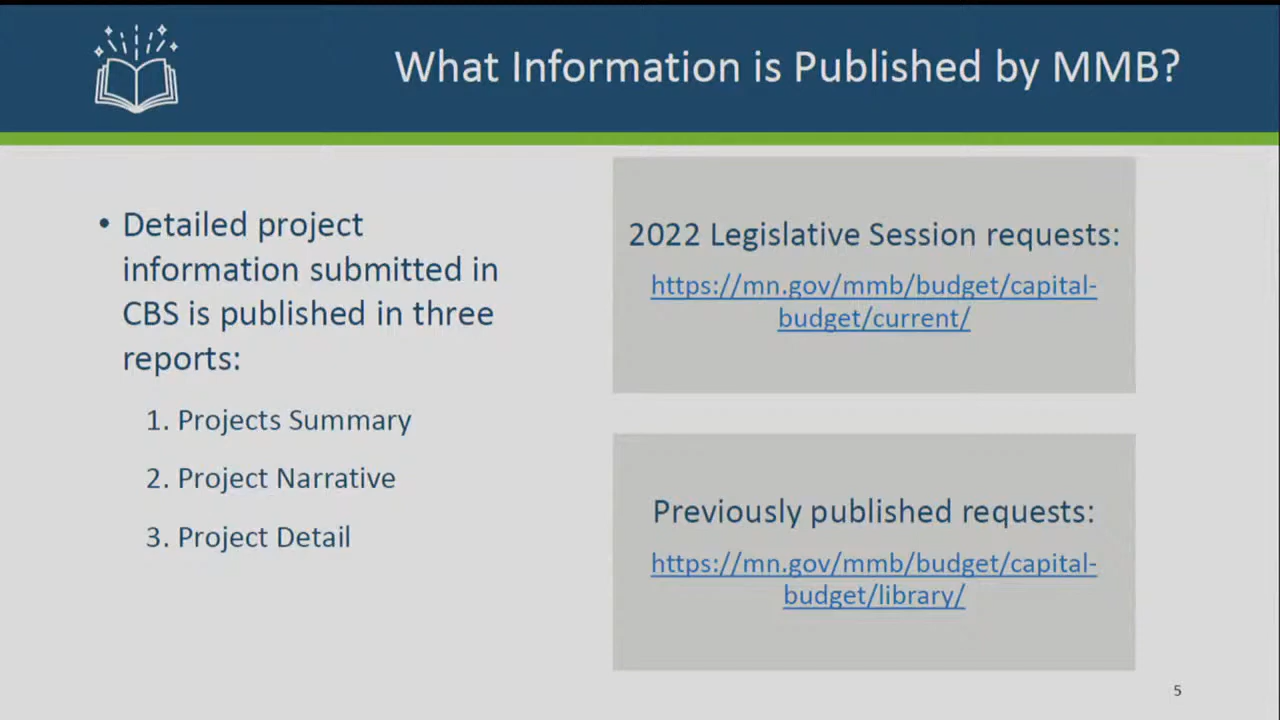 What Information is Published by MMB?
• Detailed project
information submitted in
CBS is published in three
reports:
1. Projects Summary
2. Project Narrative
3. Project Detail
2022 Legislative Session requests:
https://mn.gov/mmb/budget/capital-
budget/current/
Previously published requests:
https://mn.gov/mmb/budget/capital-
budget/library/
5